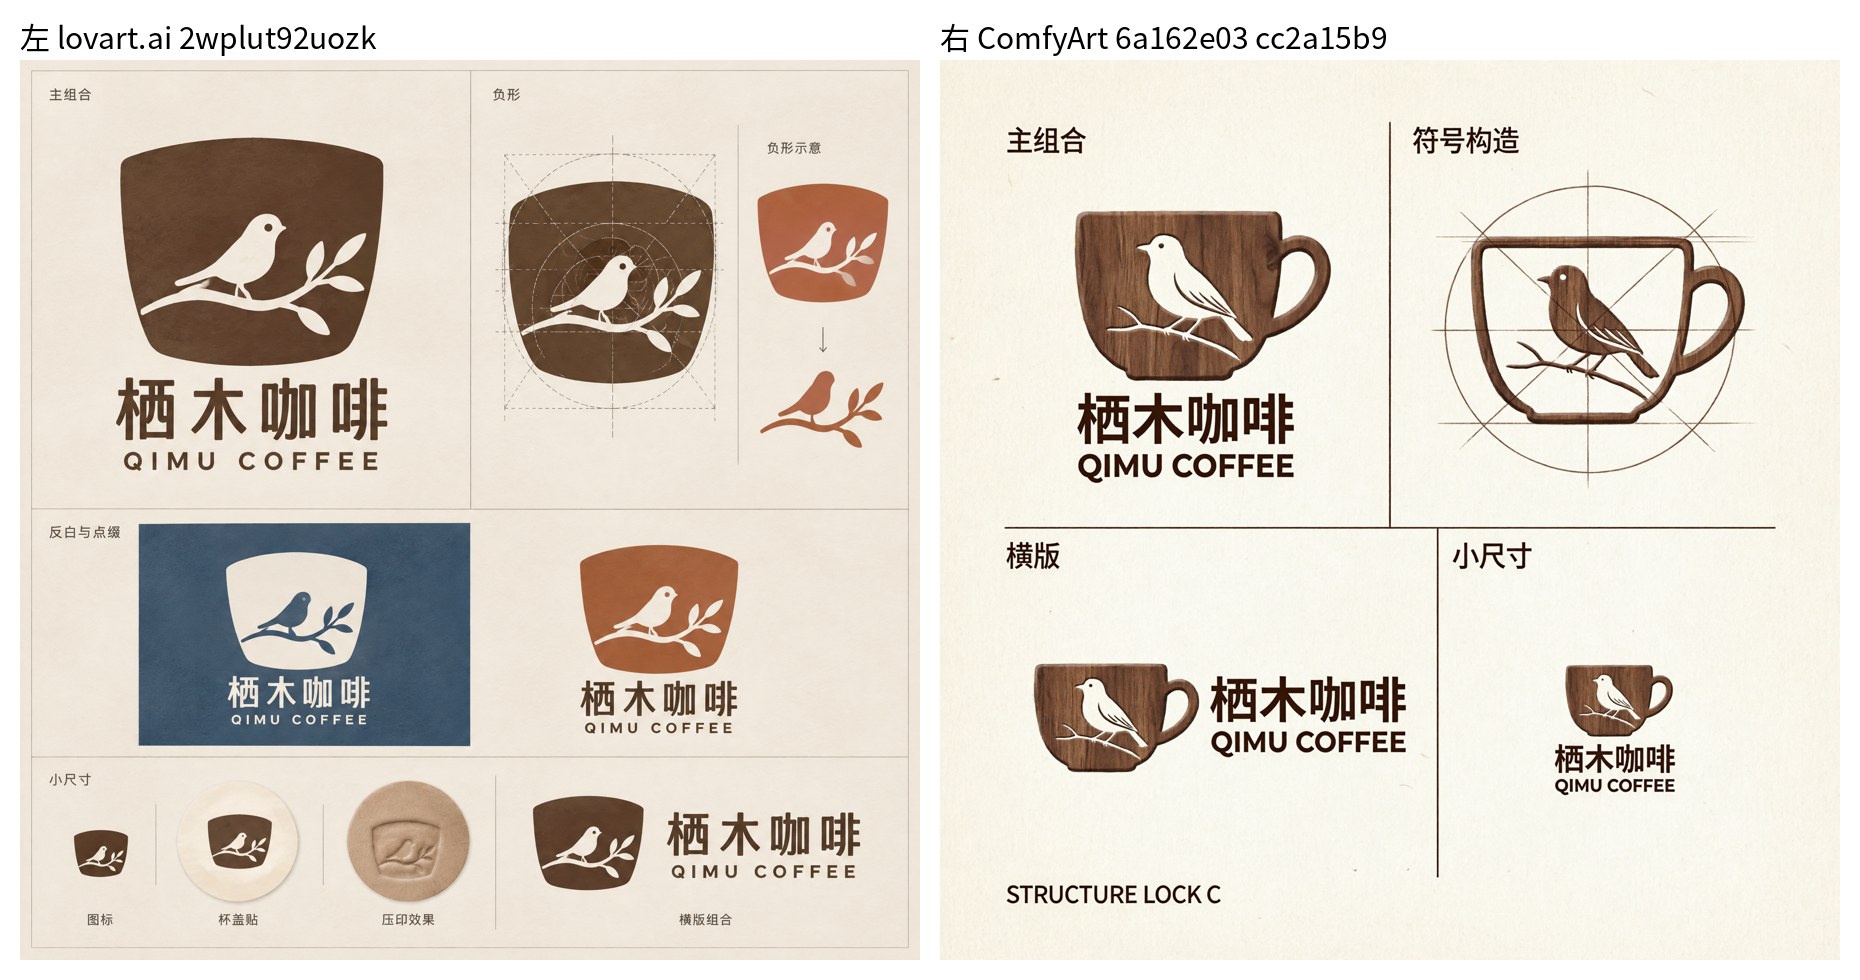 左 lovart.ai 2wplut92uozk
主组合
栖木咖啡
QIMU COFFEE
负形
负形示意
反白与点缀
栖木咖啡
QIMU COFFEE
栖木咖啡
QIMU COFFEE
小尺寸
图标
杯盖贴
压印效果
栖木咖啡
QIMU COFFEE
横版组合
右 ComfyArt 6a162e03 cc2a15b9
主组合
栖木咖啡
QIMU COFFEE
符号构造
横版
栖木咖啡
QIMU COFFEE
小尺寸
栖木咖啡
QIMU COFFEE
STRUCTURE LOCK C